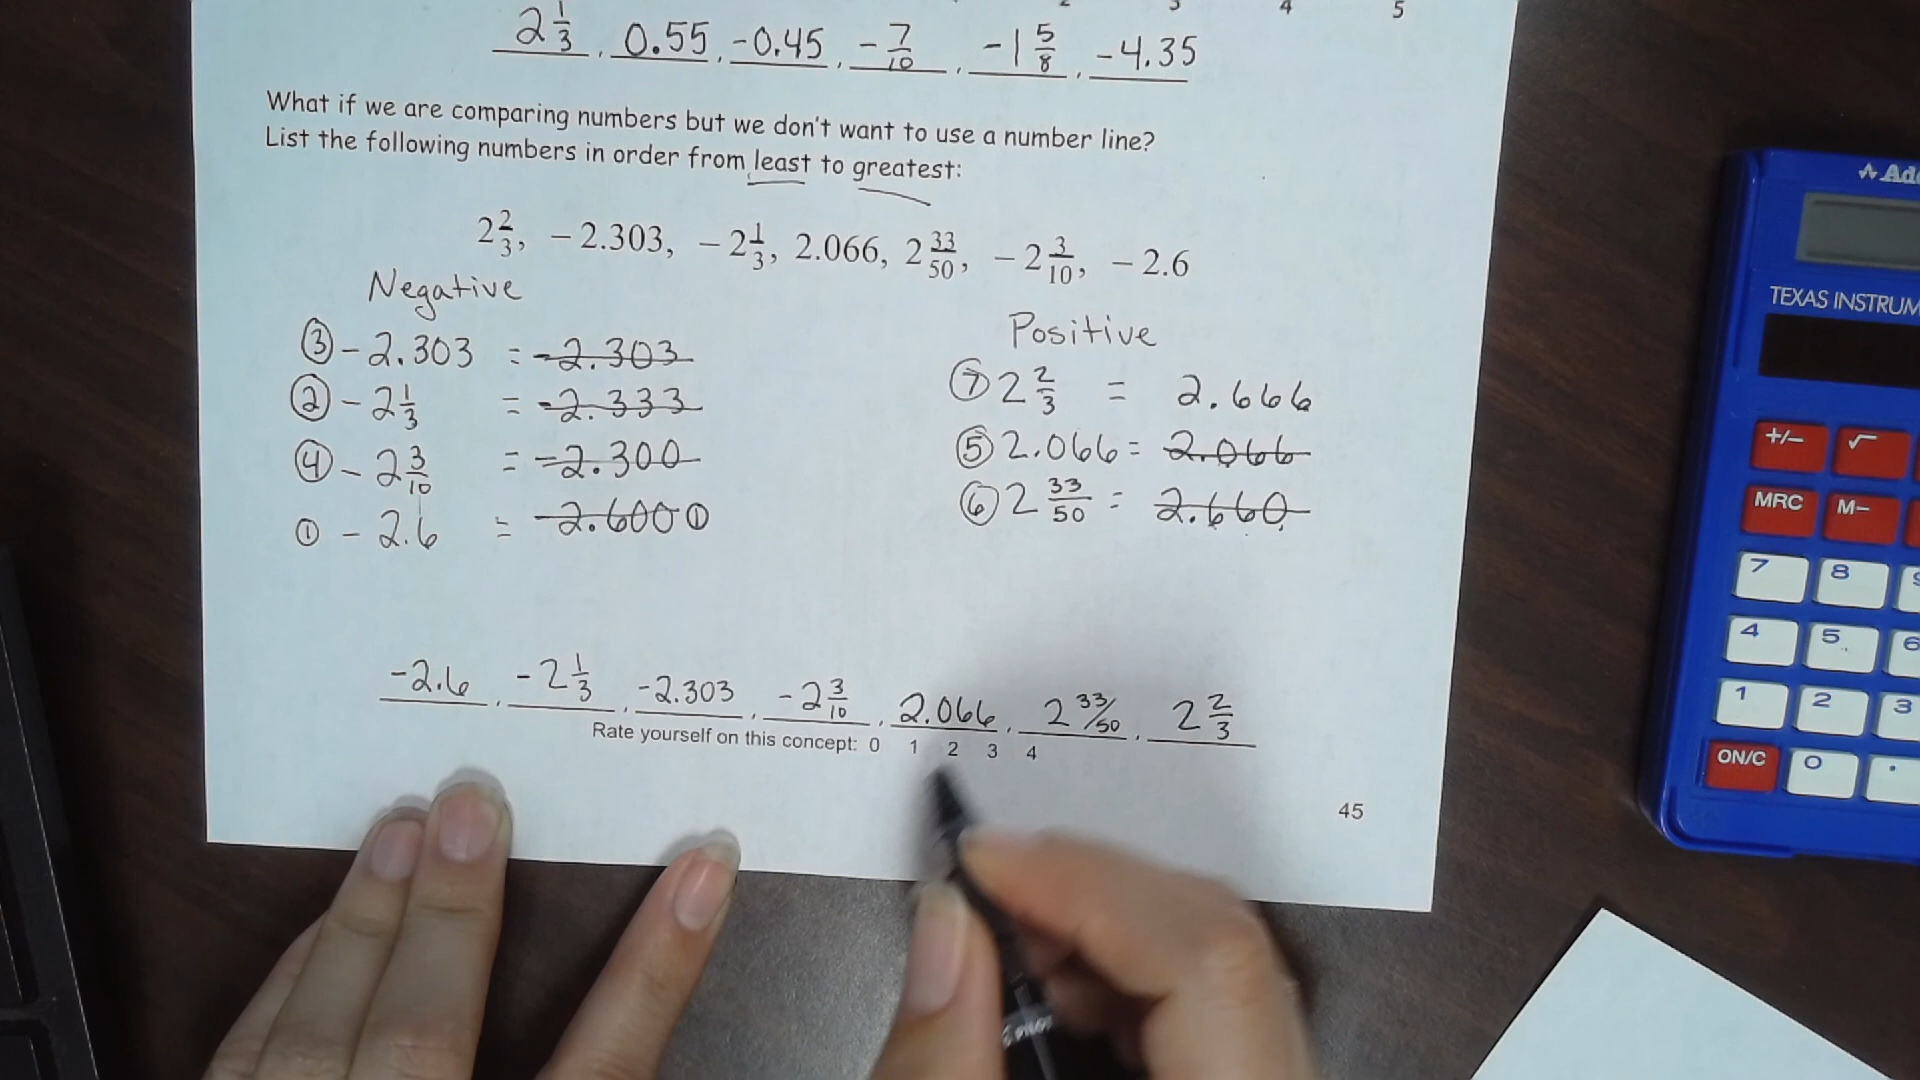 2 3 4 5
2 1/3, 0.55, -0.45, -7/10, -1 5/8, -4.35
What if we are comparing numbers but we don't want to use a number line?
List the following numbers in order from least to greatest:
2 2/3, -2.303, -2 1/3, 2.066, 2 33/50, -2 3/10, -2.6
Negative
③ -2.303 = -2.303
② -2 1/3 = -2.333
④ -2 3/10 = -2.300
① -2.6 = -2.600 ①
Positive
⑦ 2 2/3 = 2.666
⑤ 2.066 = 2.066
⑥ 2 33/50 = 2.660
-2.6, -2 1/3, -2.303, -2 3/10, 2.066, 2 33/50, 2 2/3
Rate yourself on this concept: 0 1 2 3 4
45
TEXAS INSTRUM
+/- √
MRC M-
7 8 9
4 5 6
1 2 3
ON/C 0 .